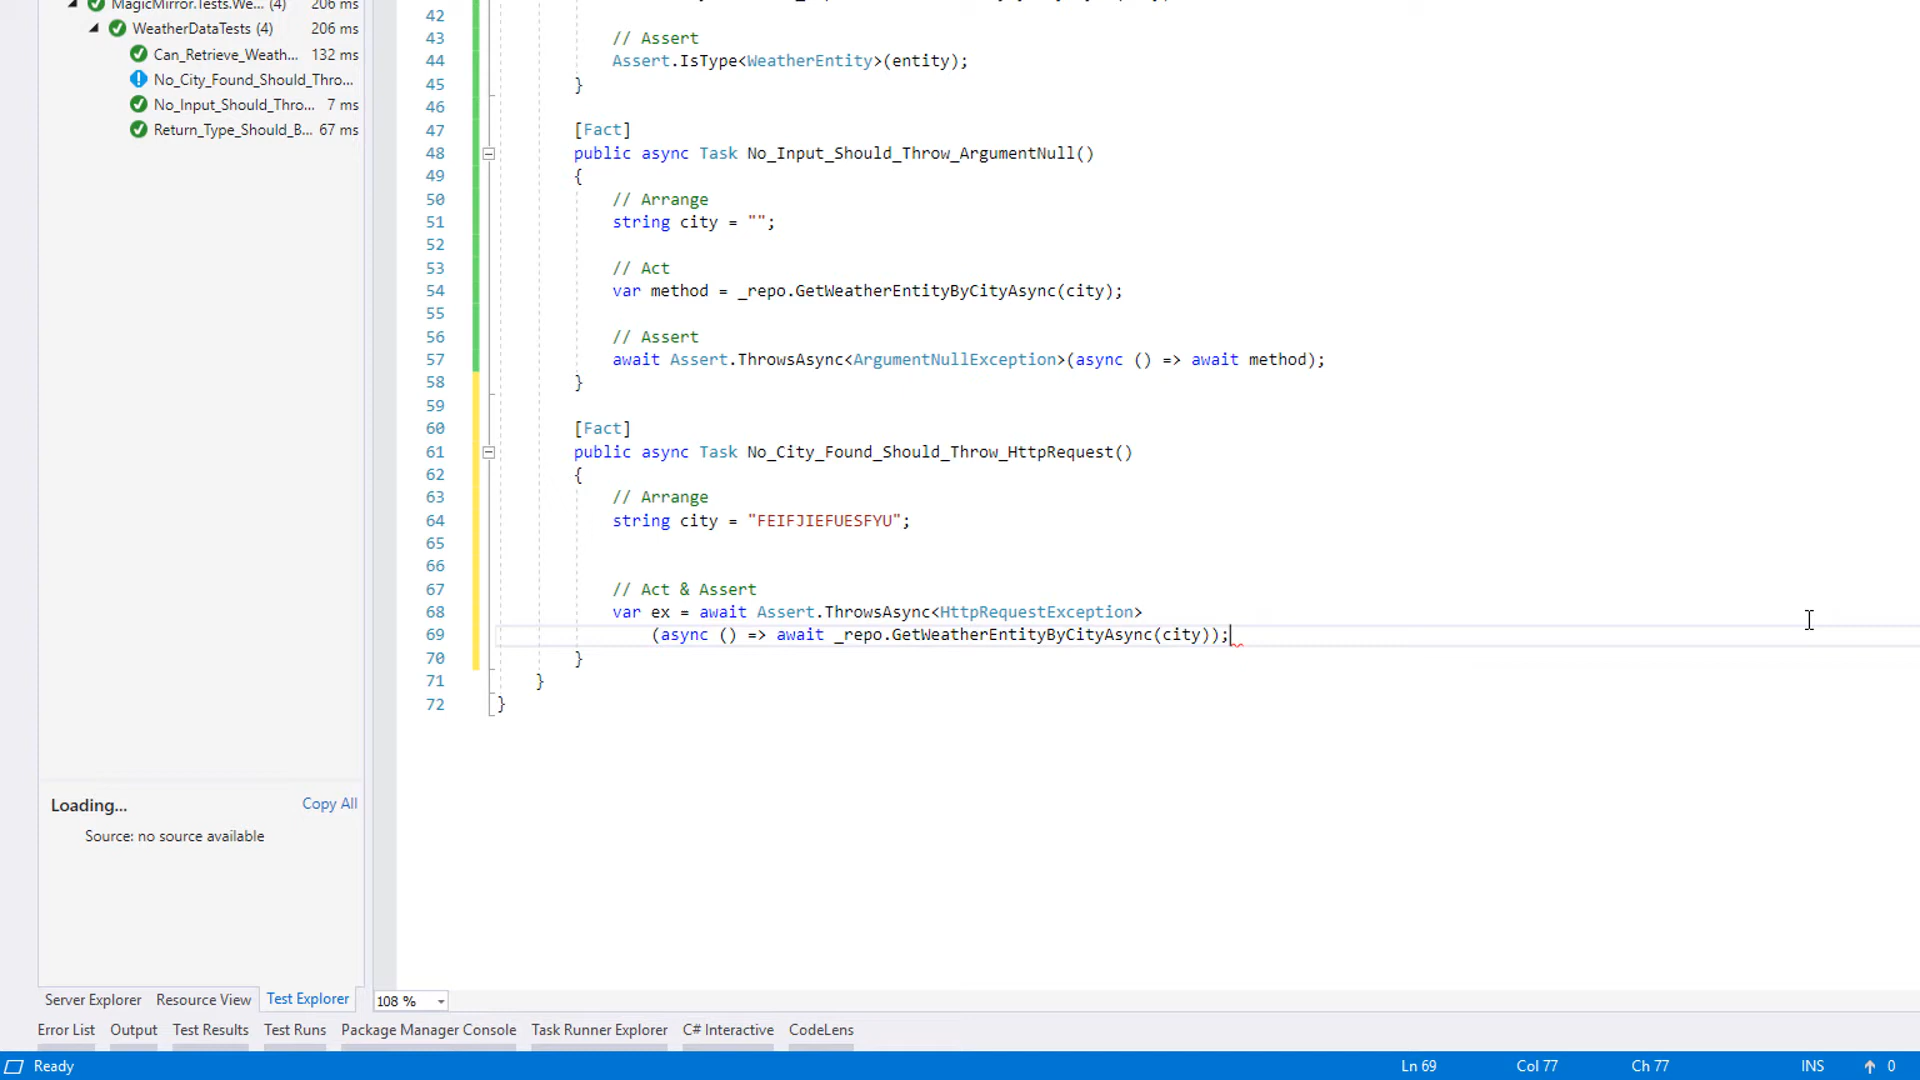 MagicMirror.Tests.We... (4) 206 ms
WeatherDataTests (4) 206 ms
Can_Retrieve_Weath... 132 ms
No_City_Found_Should_Thro...
No_Input_Should_Thro... 7 ms
Return_Type_Should_B... 67 ms
Loading... Copy All
Source: no source available
42
43 // Assert
44 Assert.IsType<WeatherEntity>(entity);
45 }
46
47 [Fact]
48 public async Task No_Input_Should_Throw_ArgumentNull()
49 {
50 // Arrange
51 string city = "";
52
53 // Act
54 var method = _repo.GetWeatherEntityByCityAsync(city);
55
56 // Assert
57 await Assert.ThrowsAsync<ArgumentNullException>(async () => await method);
58 }
59
60 [Fact]
61 public async Task No_City_Found_Should_Throw_HttpRequest()
62 {
63 // Arrange
64 string city = "FEIFJIEFUESFYU";
65
66
67 // Act & Assert
68 var ex = await Assert.ThrowsAsync<HttpRequestException>
69 (async () => await _repo.GetWeatherEntityByCityAsync(city));
70 }
71 }
72 }
Server Explorer Resource View Test Explorer 108 %
Error List Output Test Results Test Runs Package Manager Console Task Runner Explorer C# Interactive CodeLens
Ready Ln 69 Col 77 Ch 77 INS 0